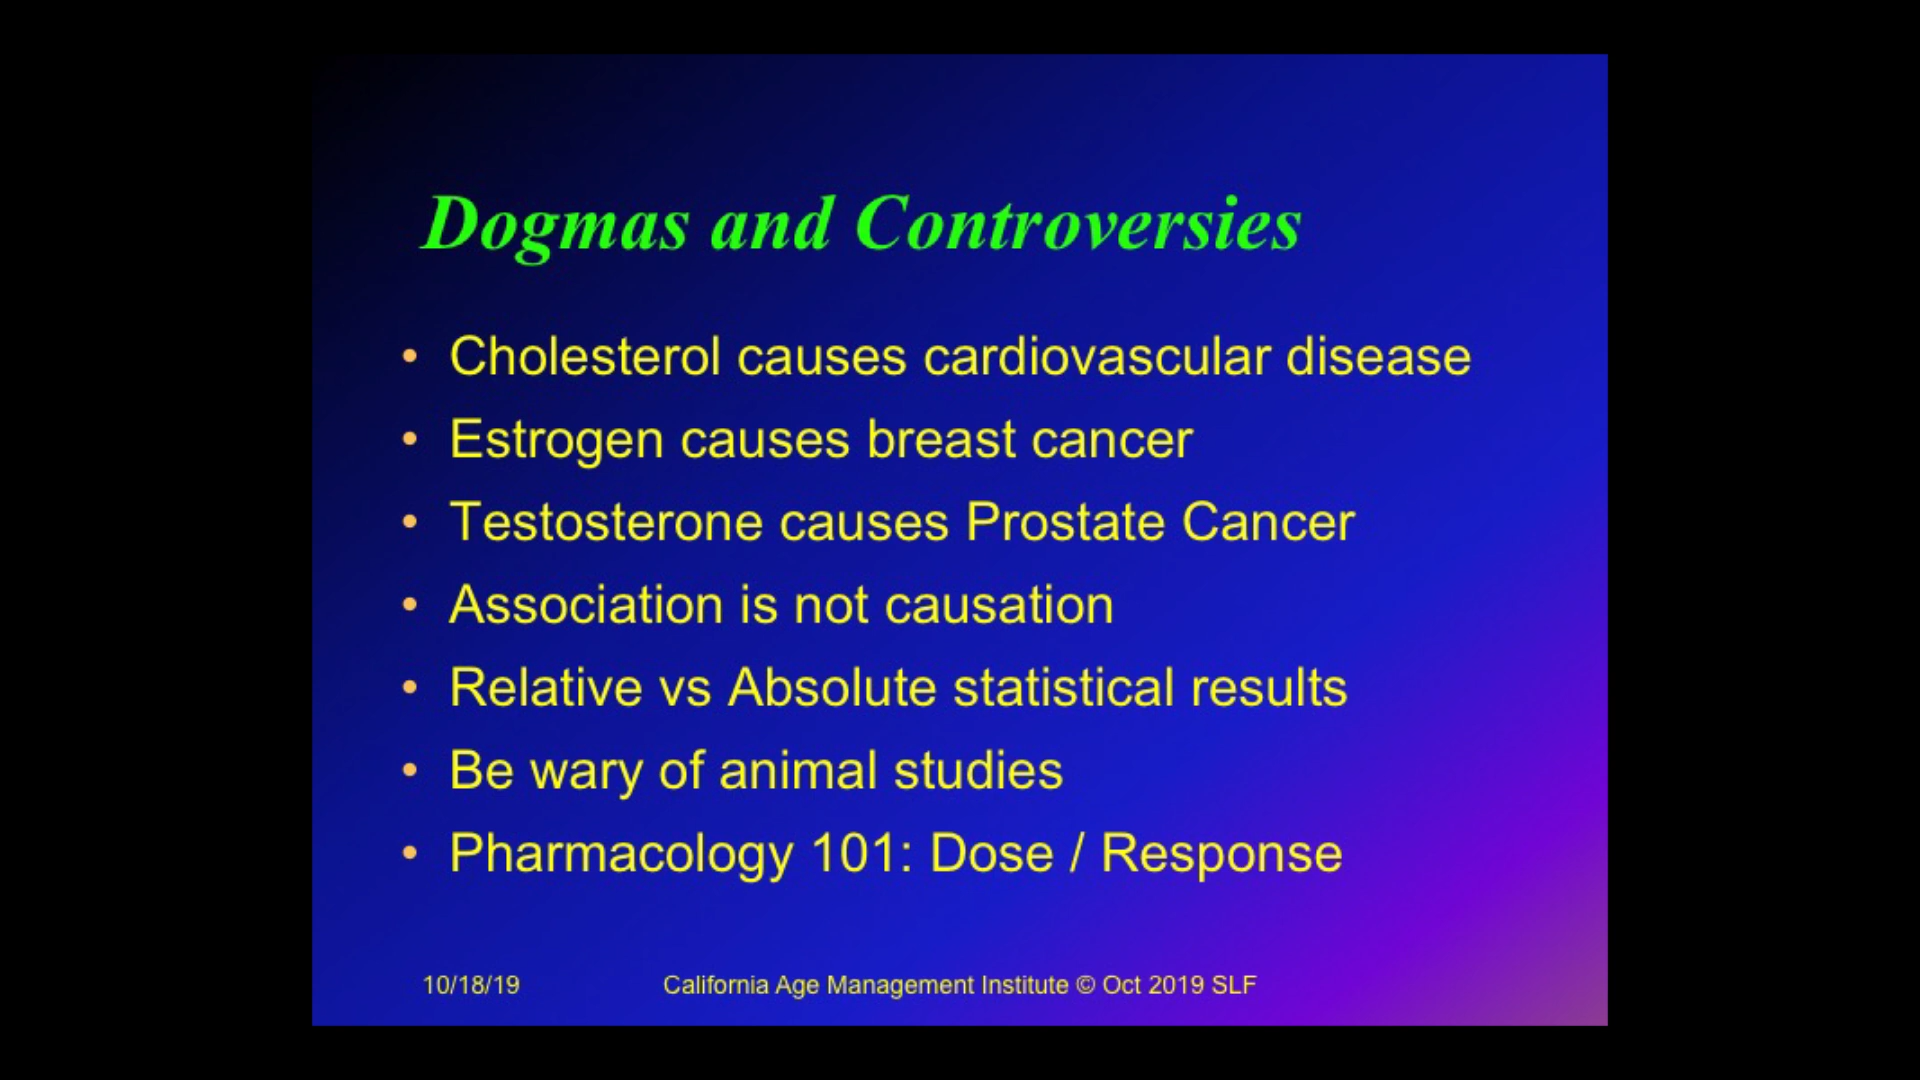 Dogmas and Controversies
• Cholesterol causes cardiovascular disease
• Estrogen causes breast cancer
• Testosterone causes Prostate Cancer
• Association is not causation
• Relative vs Absolute statistical results
• Be wary of animal studies
• Pharmacology 101: Dose / Response
10/18/19 California Age Management Institute © Oct 2019 SLF